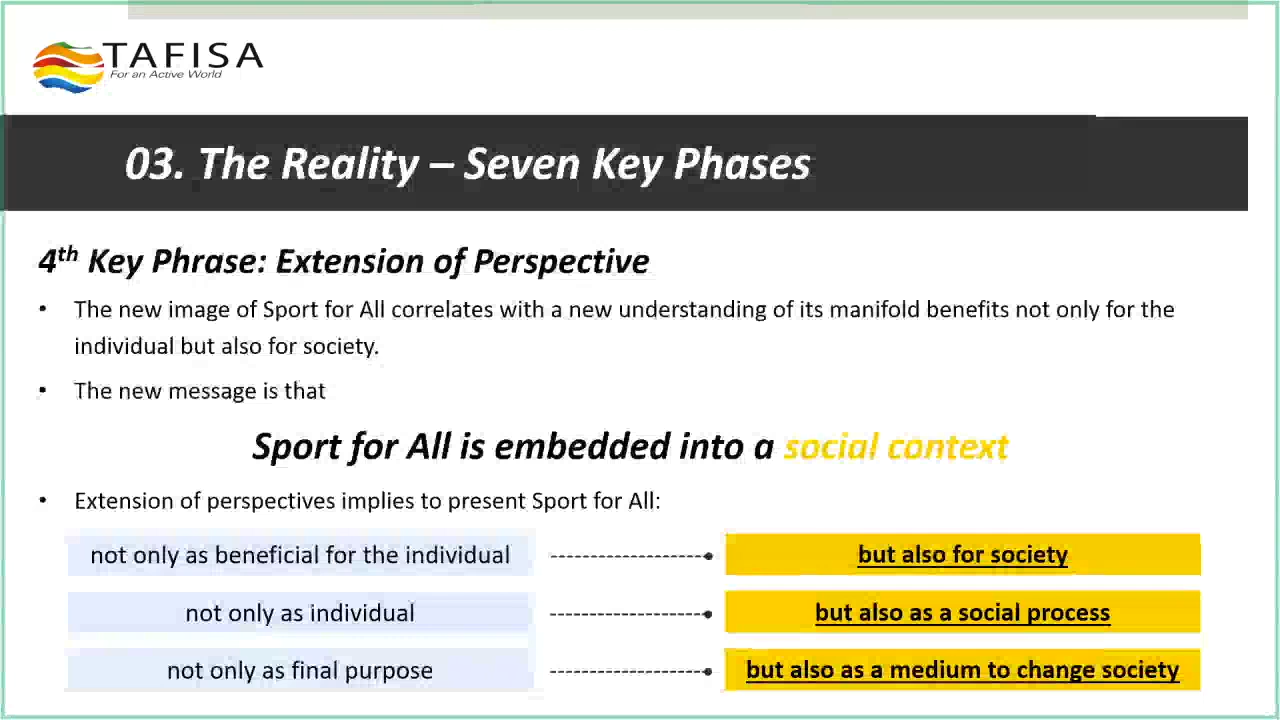 TAFISA
For an Active World
03. The Reality – Seven Key Phases
4th Key Phrase: Extension of Perspective
• The new image of Sport for All correlates with a new understanding of its manifold benefits not only for the
individual but also for society.
• The new message is that
Sport for All is embedded into a social context
• Extension of perspectives implies to present Sport for All:
not only as beneficial for the individual
but also for society
not only as individual
but also as a social process
not only as final purpose
but also as a medium to change society